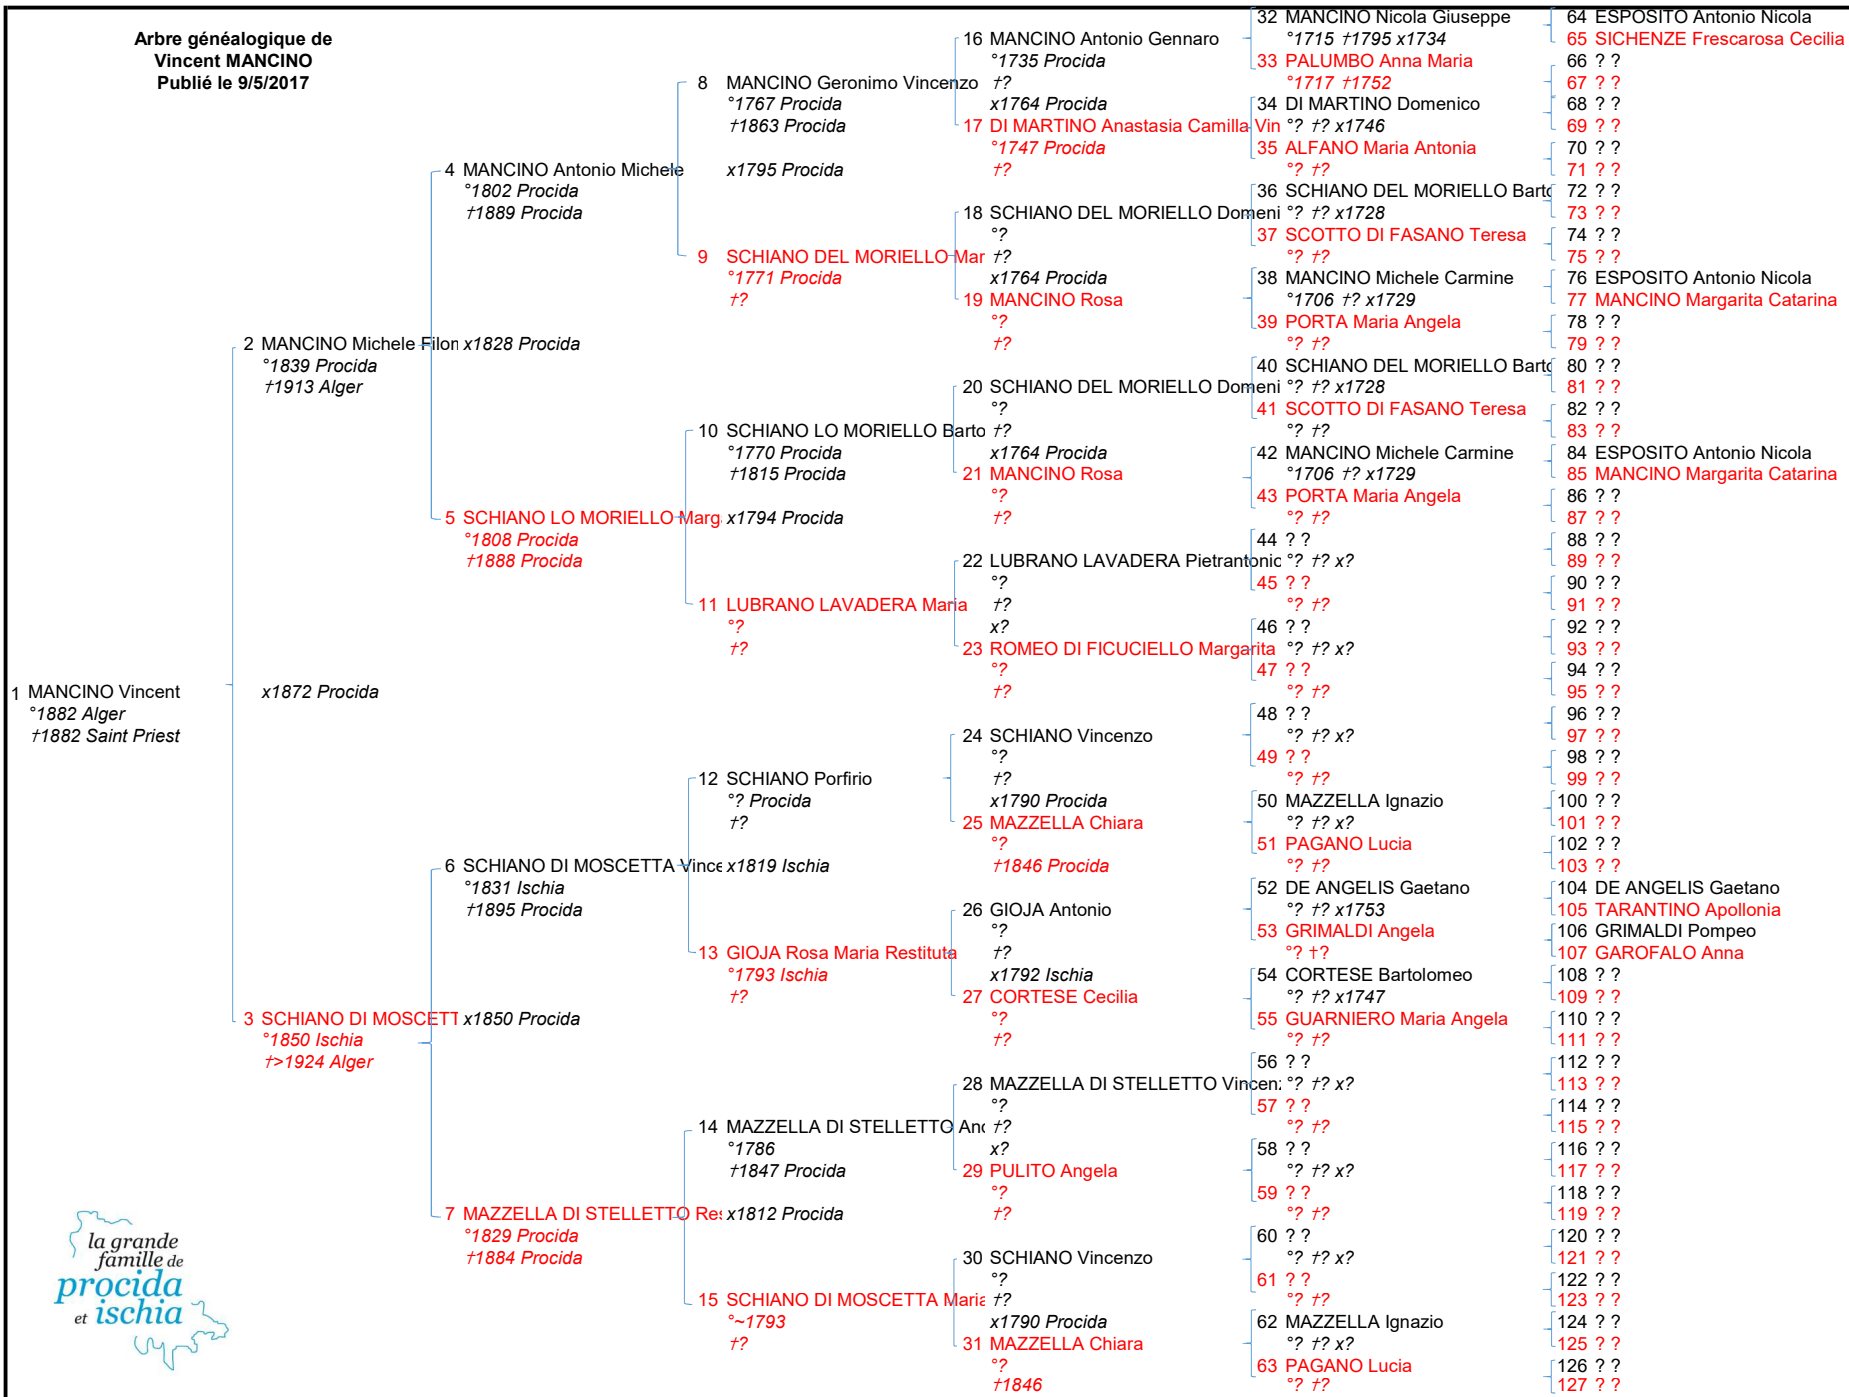 Arbre généalogique de
Vincent MANCINO
Publié le 9/5/2017
1 MANCINO Vincent
°1882 Alger
†1882 Saint Priest
2 MANCINO Michele Filon
°1839 Procida
†1913 Alger
x1872 Procida
3 SCHIANO DI MOSCETT
°1850 Ischia
†>1924 Alger
4 MANCINO Antonio Michele
°1802 Procida
†1889 Procida
x1828 Procida
5 SCHIANO LO MORIELLO Marg
°1808 Procida
†1888 Procida
6 SCHIANO DI MOSCETTA Vince
°1831 Ischia
†1895 Procida
x1850 Procida
7 MAZZELLA DI STELLETTO Res
°1829 Procida
†1884 Procida
8 MANCINO Geronimo Vincenzo
°1767 Procida
†1863 Procida
x1795 Procida
9 SCHIANO DEL MORIELLO Mar
°1771 Procida
†?
10 SCHIANO LO MORIELLO Barto
°1770 Procida
†1815 Procida
x1794 Procida
11 LUBRANO LAVADERA Maria
°?
†?
12 SCHIANO Porfirio
°? Procida
†?
x1819 Ischia
13 GIOJA Rosa Maria Restituta
°1793 Ischia
†?
14 MAZZELLA DI STELLETTO And
°1786
†1847 Procida
x1812 Procida
15 SCHIANO DI MOSCETTA Maria
°~1793
†?
16 MANCINO Antonio Gennaro
°1735 Procida
†?
x1764 Procida
17 DI MARTINO Anastasia Camilla Vin
°1747 Procida
†?
18 SCHIANO DEL MORIELLO Domeni
°?
†?
x1764 Procida
19 MANCINO Rosa
°?
†?
20 SCHIANO DEL MORIELLO Domeni
°?
†?
x1764 Procida
21 MANCINO Rosa
°?
†?
22 LUBRANO LAVADERA Pietrantonio
°?
†?
x?
23 ROMEO DI FICUCIELLO Margarita
°?
†?
24 SCHIANO Vincenzo
°?
†?
x1790 Procida
25 MAZZELLA Chiara
°?
†1846 Procida
26 GIOJA Antonio
°?
†?
x1792 Ischia
27 CORTESE Cecilia
°?
†?
28 MAZZELLA DI STELLETTO Vincenz
°?
†?
x?
29 PULITO Angela
°?
†?
30 SCHIANO Vincenzo
°?
†?
x1790 Procida
31 MAZZELLA Chiara
°?
†1846
32 MANCINO Nicola Giuseppe
°1715 †1795 x1734
33 PALUMBO Anna Maria
°1717 †1752
34 DI MARTINO Domenico
°? †? x1746
35 ALFANO Maria Antonia
°? †?
36 SCHIANO DEL MORIELLO Barto
°? †? x1728
37 SCOTTO DI FASANO Teresa
°? †?
38 MANCINO Michele Carmine
°1706 †? x1729
39 PORTA Maria Angela
°? †?
40 SCHIANO DEL MORIELLO Barto
°? †? x1728
41 SCOTTO DI FASANO Teresa
°? †?
42 MANCINO Michele Carmine
°1706 †? x1729
43 PORTA Maria Angela
°? †?
44 ? ?
°? †? x?
45 ? ?
°? †?
46 ? ?
°? †? x?
47 ? ?
°? †?
48 ? ?
°? †? x?
49 ? ?
°? †?
50 MAZZELLA Ignazio
°? †? x?
51 PAGANO Lucia
°? †?
52 DE ANGELIS Gaetano
°? †? x1753
53 GRIMALDI Angela
°? †?
54 CORTESE Bartolomeo
°? †? x1747
55 GUARNIERO Maria Angela
°? †?
56 ? ?
°? †? x?
57 ? ?
°? †?
58 ? ?
°? †? x?
59 ? ?
°? †?
60 ? ?
°? †? x?
61 ? ?
°? †?
62 MAZZELLA Ignazio
°? †? x?
63 PAGANO Lucia
°? †?
64 ESPOSITO Antonio Nicola
65 SICHENZE Frescarosa Cecilia
66 ? ?
67 ? ?
68 ? ?
69 ? ?
70 ? ?
71 ? ?
72 ? ?
73 ? ?
74 ? ?
75 ? ?
76 ESPOSITO Antonio Nicola
77 MANCINO Margarita Catarina
78 ? ?
79 ? ?
80 ? ?
81 ? ?
82 ? ?
83 ? ?
84 ESPOSITO Antonio Nicola
85 MANCINO Margarita Catarina
86 ? ?
87 ? ?
88 ? ?
89 ? ?
90 ? ?
91 ? ?
92 ? ?
93 ? ?
94 ? ?
95 ? ?
96 ? ?
97 ? ?
98 ? ?
99 ? ?
100 ? ?
101 ? ?
102 ? ?
103 ? ?
104 DE ANGELIS Gaetano
105 TARANTINO Apollonia
106 GRIMALDI Pompeo
107 GAROFALO Anna
108 ? ?
109 ? ?
110 ? ?
111 ? ?
112 ? ?
113 ? ?
114 ? ?
115 ? ?
116 ? ?
117 ? ?
118 ? ?
119 ? ?
120 ? ?
121 ? ?
122 ? ?
123 ? ?
124 ? ?
125 ? ?
126 ? ?
127 ? ?
la grande
famille de
procida
et ischia